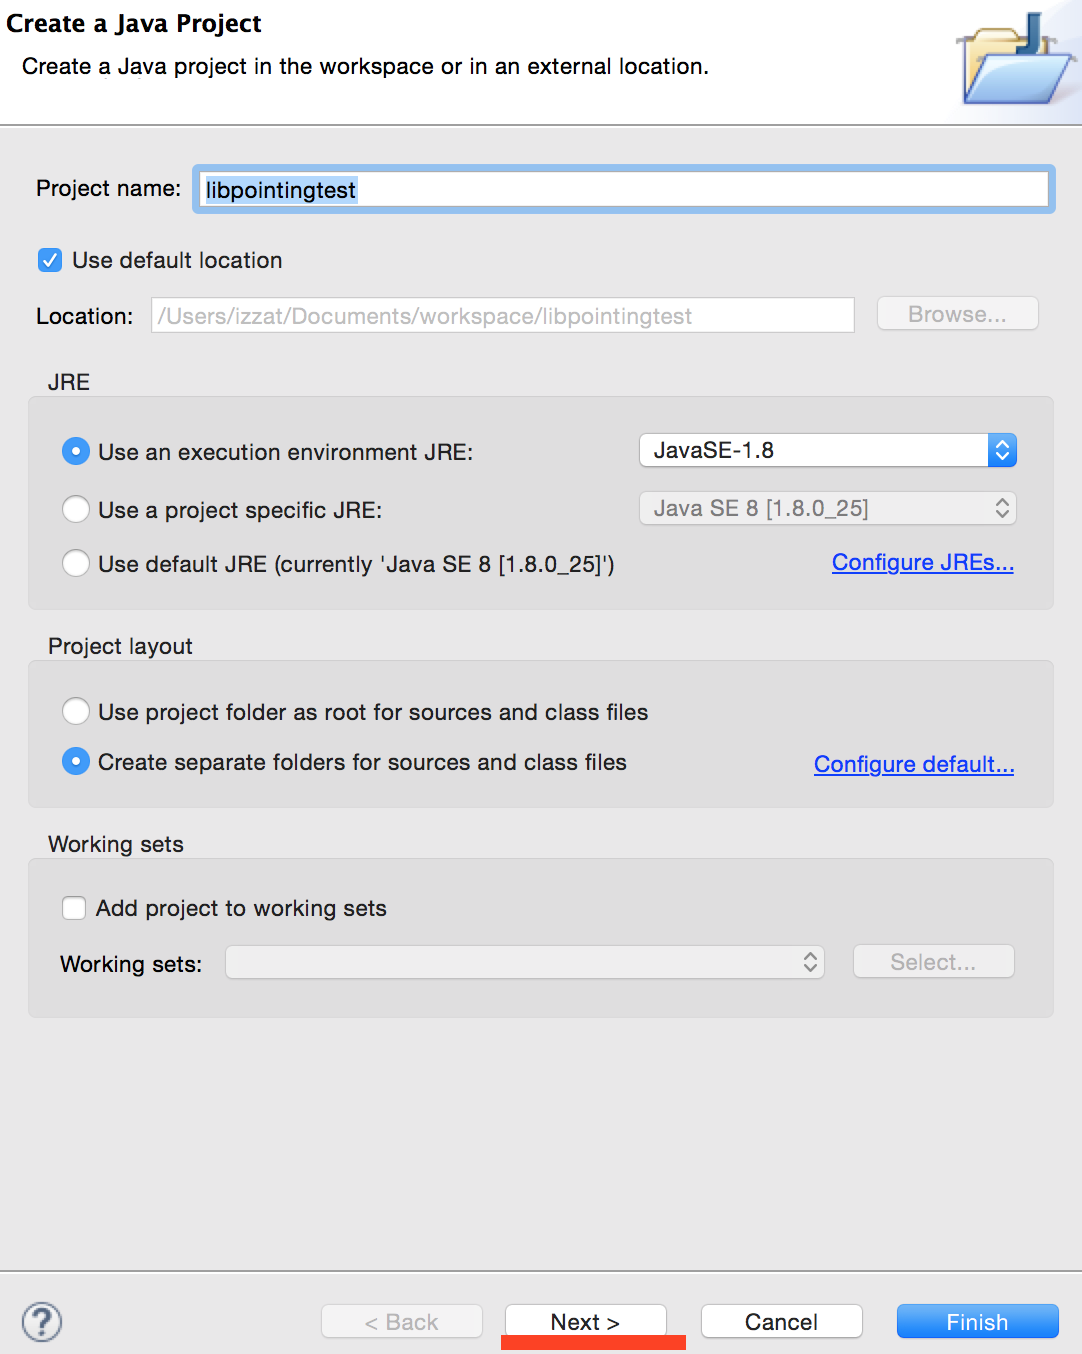 Create a Java Project
Create a Java project in the workspace or in an external location.
Project name: libpointingtest
Use default location
Location: /Users/izzat/Documents/workspace/libpointingtest Browse...
JRE
Use an execution environment JRE: JavaSE-1.8
Use a project specific JRE: Java SE 8 [1.8.0_25]
Use default JRE (currently 'Java SE 8 [1.8.0_25]') Configure JREs...
Project layout
Use project folder as root for sources and class files
Create separate folders for sources and class files Configure default...
Working sets
Add project to working sets
Working sets: Select...
? < Back Next > Cancel Finish